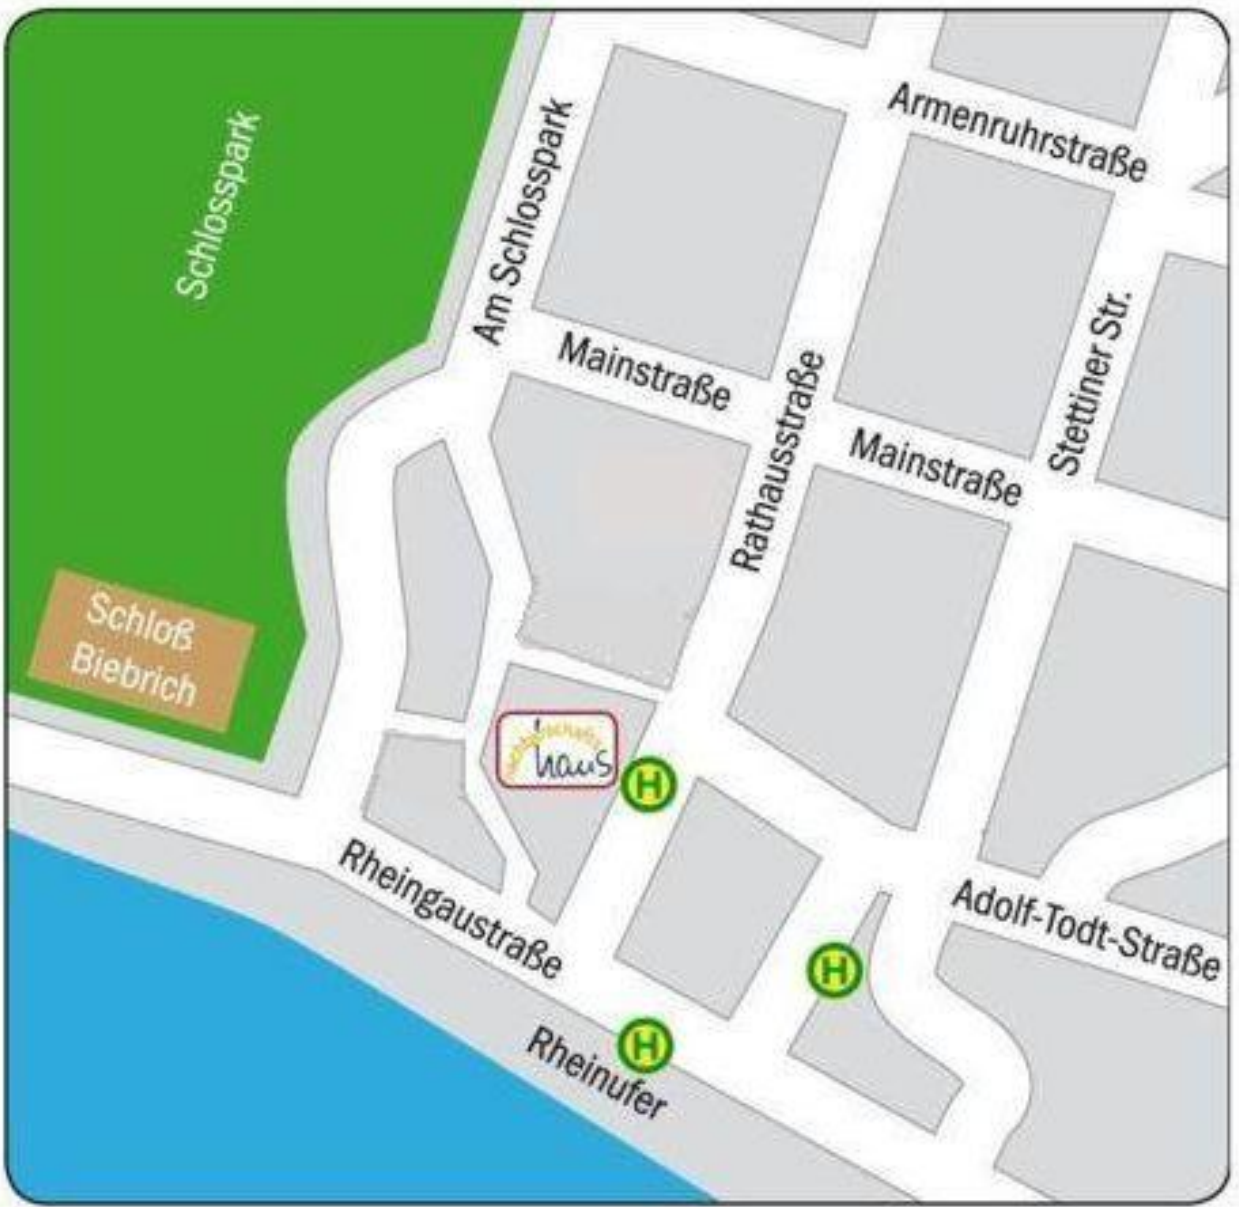 Armenruhrstraße
Schlosspark
Am Schlosspark
Mainstraße
Stettiner Str.
Rathausstraße
Mainstraße
Schloß
Biebrich
haus
H
Rheingaustraße
Adolf-Todt-Straße
H
H
Rheinufer